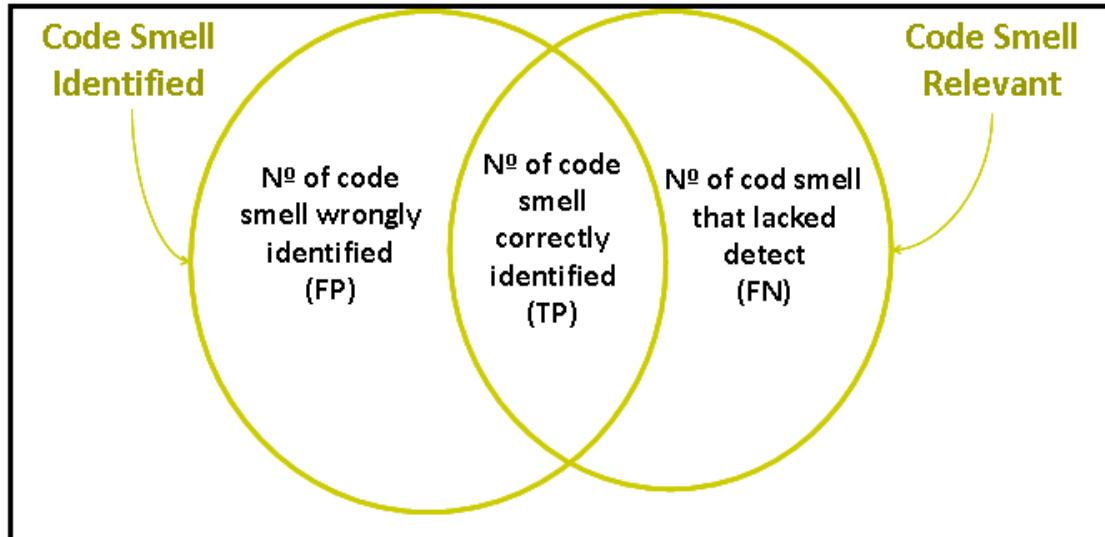 Code Smell
Identified
Code Smell
Relevant
Nº of code
smell wrongly
identified
(FP)
Nº of code
smell
correctly
identified
(TP)
Nº of cod smell
that lacked
detect
(FN)